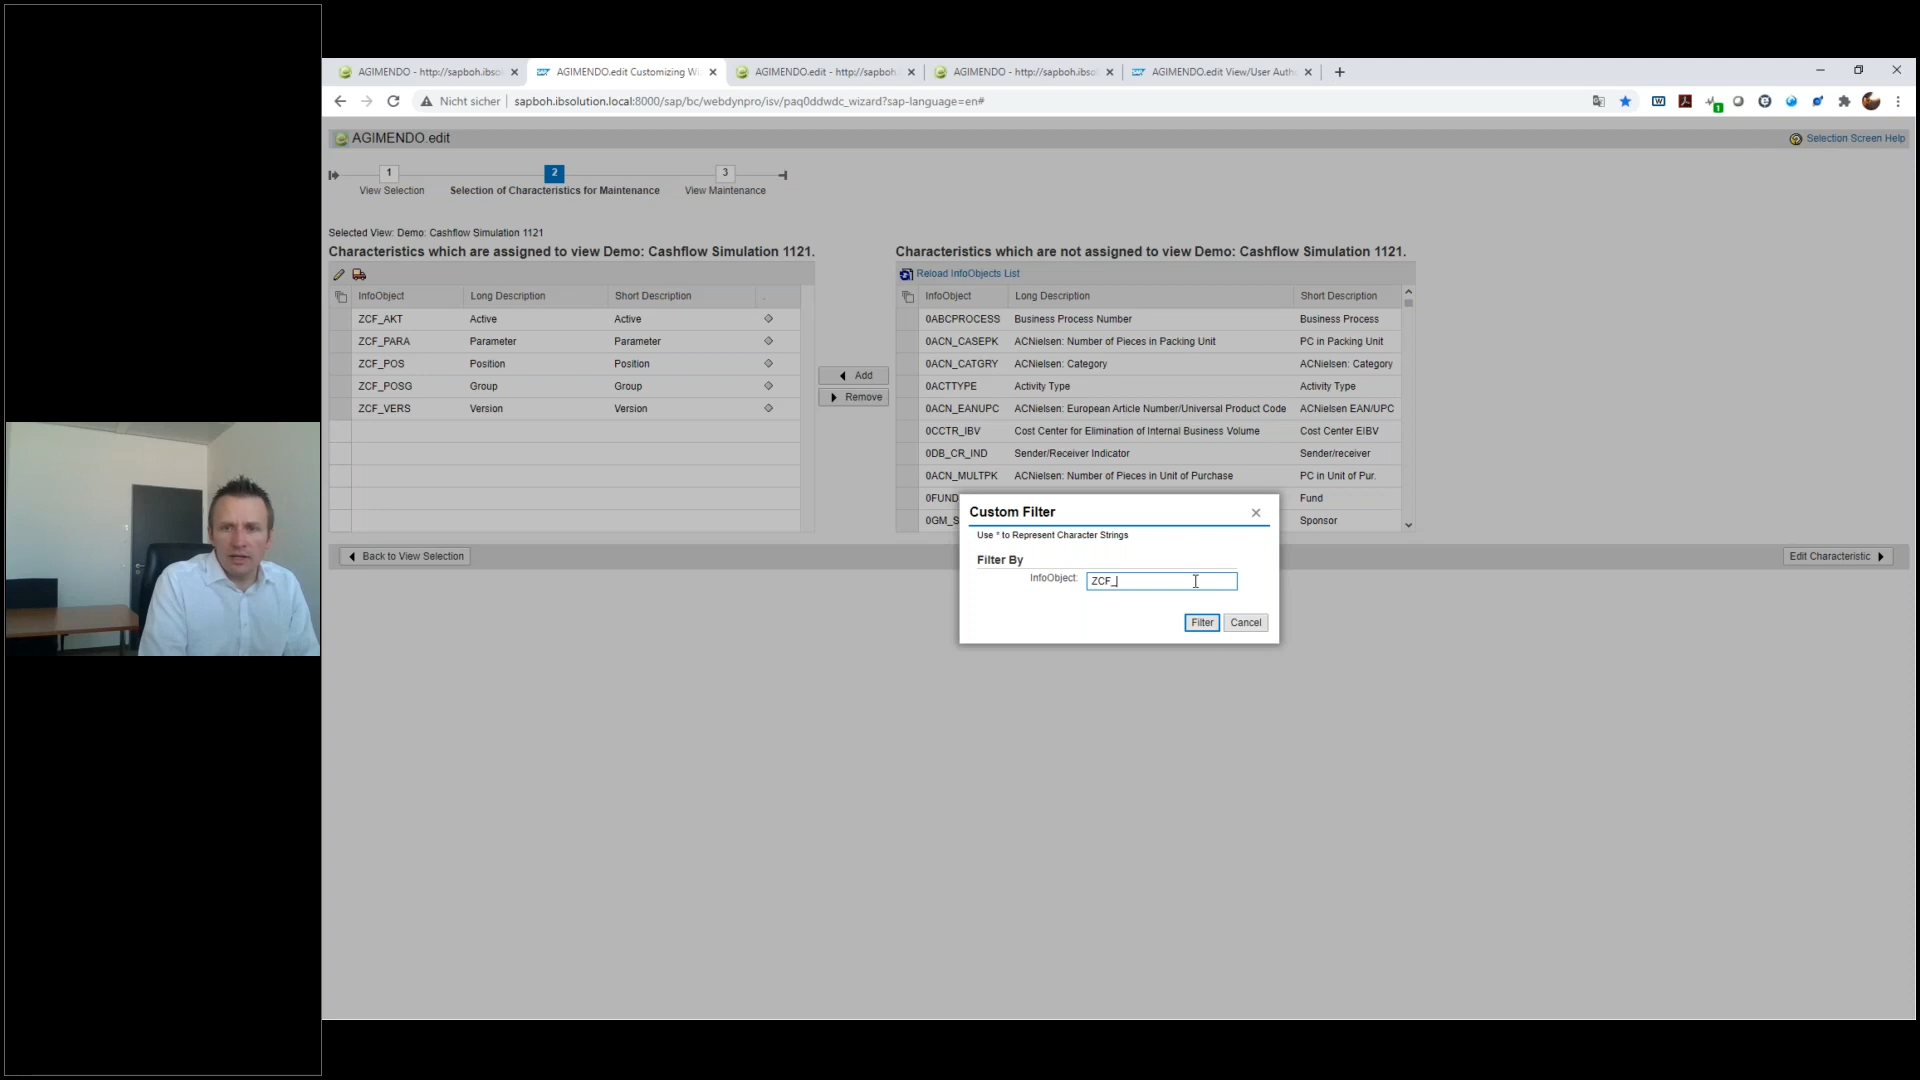 AGIMENDO - http://sapboh.ibso
AGIMENDO.edit Customizing Wi
AGIMENDO.edit - http://sapboh.
AGIMENDO - http://sapboh.ibso
AGIMENDO.edit View/User Auth
Nicht sicher | sapboh.ibsolution.local:8000/sap/bc/webdynpro/isv/paq0ddwdc_wizard?sap-language=en#
AGIMENDO.edit
Selection Screen Help
1 2 3
View Selection Selection of Characteristics for Maintenance View Maintenance
Selected View: Demo: Cashflow Simulation 1121
Characteristics which are assigned to view Demo: Cashflow Simulation 1121.
InfoObject Long Description Short Description
ZCF_AKT Active Active
ZCF_PARA Parameter Parameter
ZCF_POS Position Position
ZCF_POSG Group Group
ZCF_VERS Version Version
Add
Remove
Characteristics which are not assigned to view Demo: Cashflow Simulation 1121.
Reload InfoObjects List
InfoObject Long Description Short Description
0ABCPROCESS Business Process Number Business Process
0ACN_CASEPK ACNielsen: Number of Pieces in Packing Unit PC in Packing Unit
0ACN_CATGRY ACNielsen: Category ACNielsen: Category
0ACTTYPE Activity Type Activity Type
0ACN_EANUPC ACNielsen: European Article Number/Universal Product Code ACNielsen EAN/UPC
0CCTR_IBV Cost Center for Elimination of Internal Business Volume Cost Center EIBV
0DB_CR_IND Sender/Receiver Indicator Sender/receiver
0ACN_MULTPK ACNielsen: Number of Pieces in Unit of Purchase PC in Unit of Pur.
0FUND Fund
0GM_S Sponsor
Custom Filter
Use * to Represent Character Strings
Filter By
InfoObject: ZCF_
Filter Cancel
Back to View Selection
Edit Characteristic